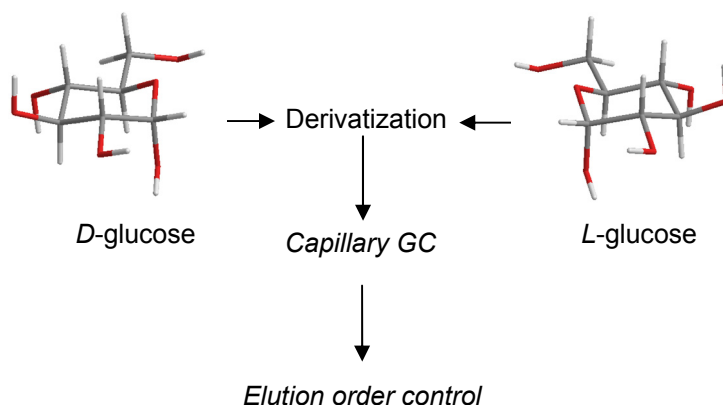 Derivatization
D-glucose
L-glucose
Capillary GC
Elution order control